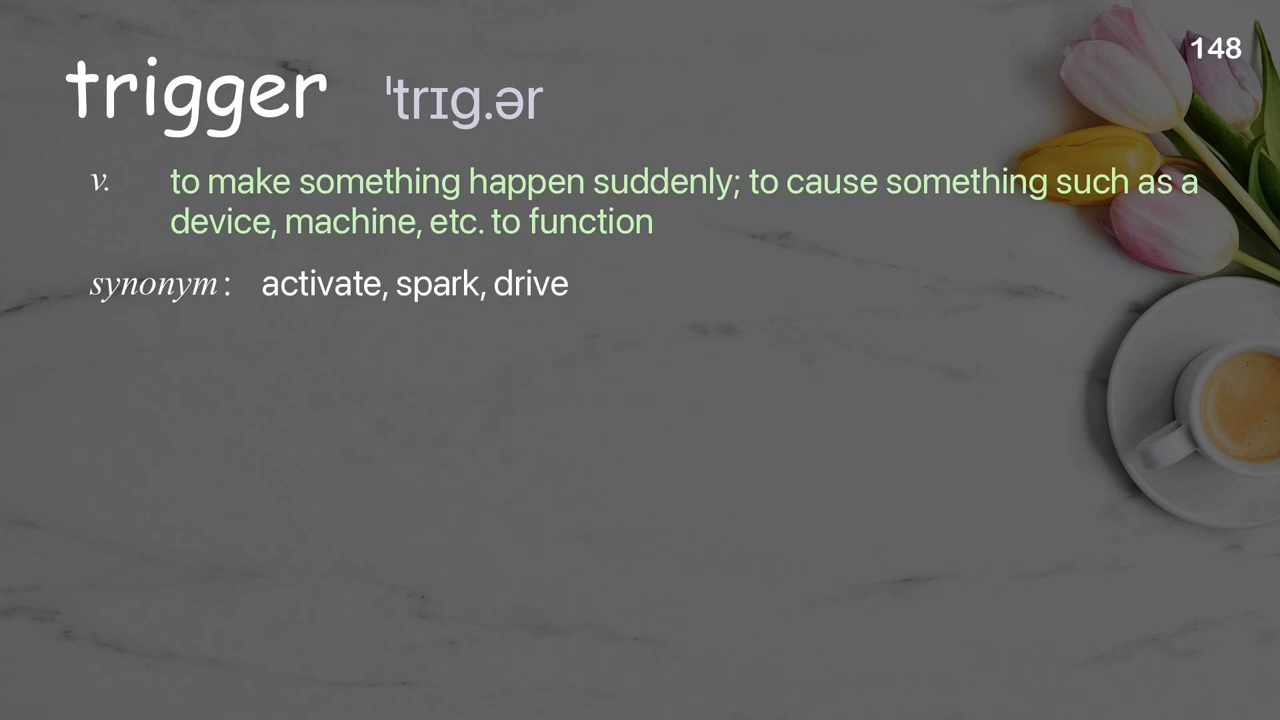 148
trigger ˈtrɪg.ər
v. to make something happen suddenly; to cause something such as a
device, machine, etc. to function
synonym: activate, spark, drive